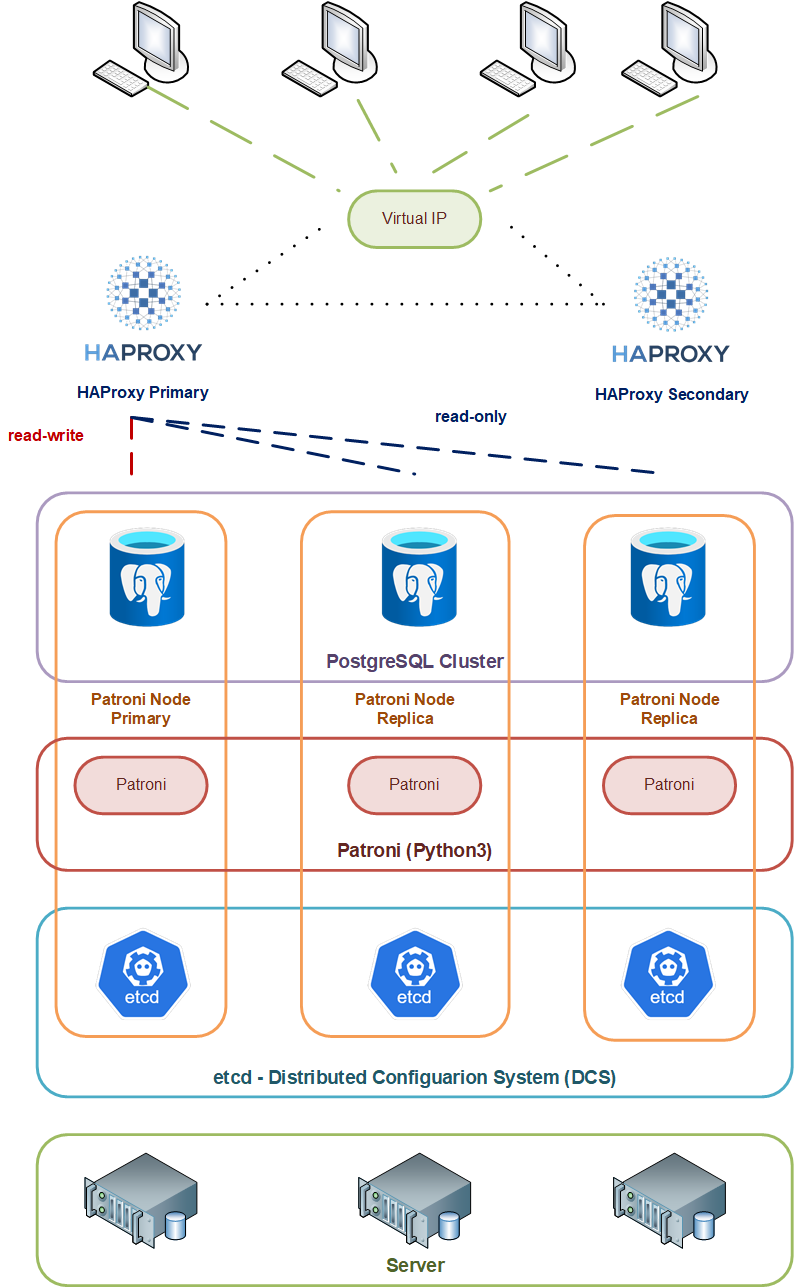 Virtual IP
HAPROXY
HAPROXY
HAProxy Primary
HAProxy Secondary
read-only
read-write
PostgreSQL Cluster
Patroni Node
Primary
Patroni Node
Replica
Patroni Node
Replica
Patroni
Patroni
Patroni
Patroni (Python3)
etcd
etcd
etcd
etcd - Distributed Configuarion System (DCS)
Server